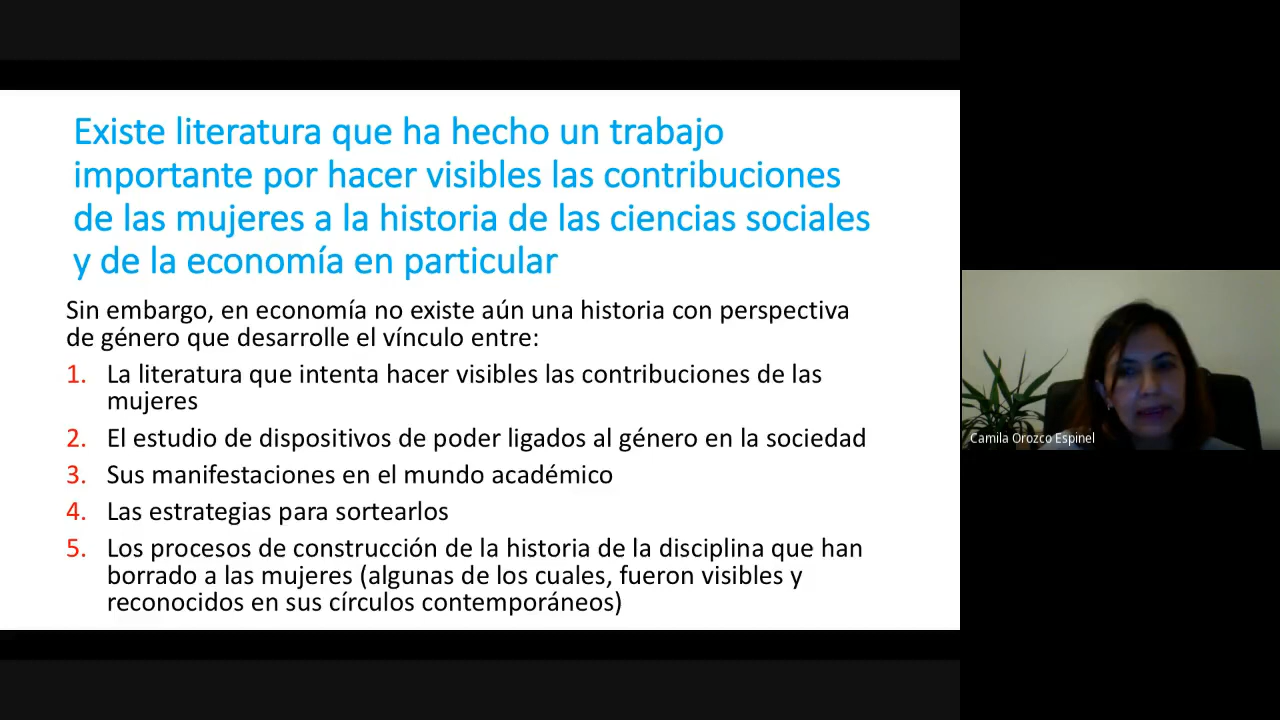 Existe literatura que ha hecho un trabajo
importante por hacer visibles las contribuciones
de las mujeres a la historia de las ciencias sociales
y de la economía en particular
Sin embargo, en economía no existe aún una historia con perspectiva
de género que desarrolle el vínculo entre:
1. La literatura que intenta hacer visibles las contribuciones de las
mujeres
2. El estudio de dispositivos de poder ligados al género en la sociedad
3. Sus manifestaciones en el mundo académico
4. Las estrategias para sortearlos
5. Los procesos de construcción de la historia de la disciplina que han
borrado a las mujeres (algunas de los cuales, fueron visibles y
reconocidos en sus círculos contemporáneos)
Camila Orozco Espinel